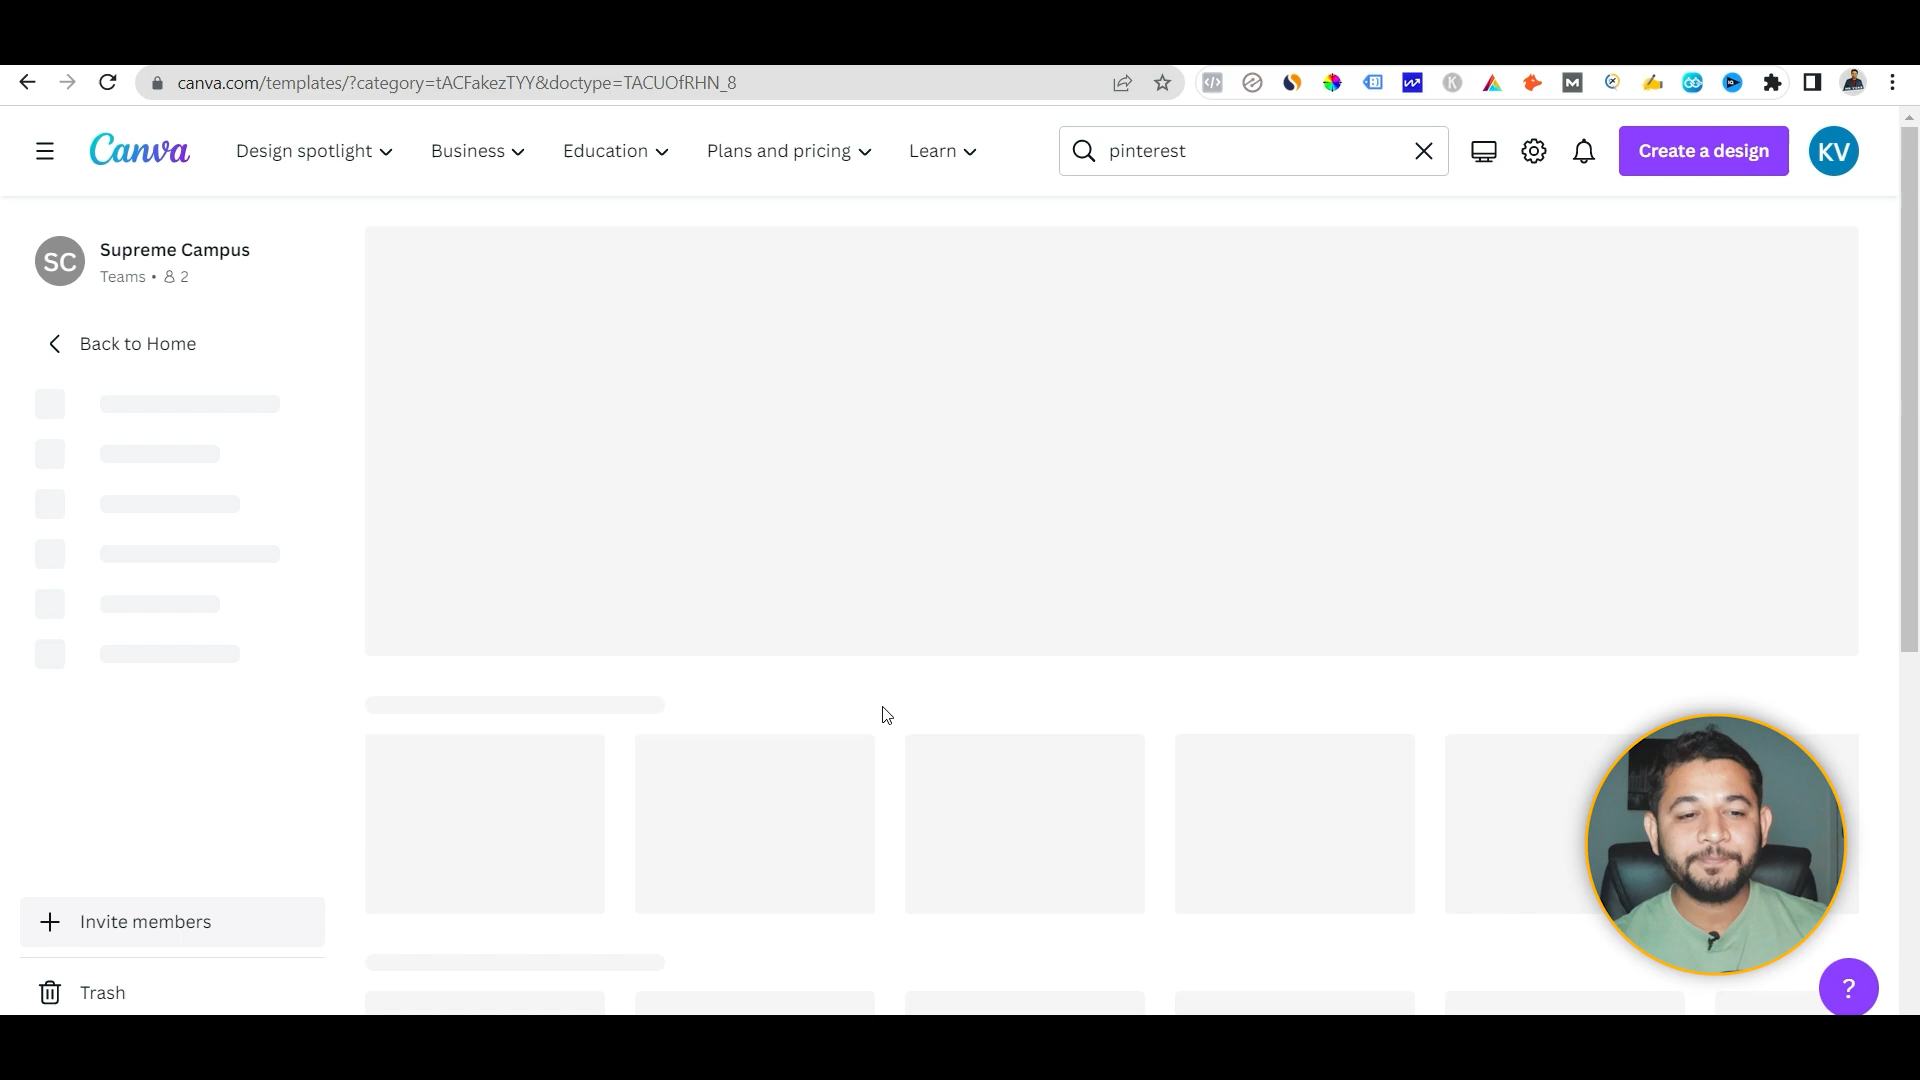 canva.com/templates/?category=tACFakezTYY&doctype=TACUOfRHN_8
Canva
Design spotlight
Business
Education
Plans and pricing
Learn
pinterest
Create a design
KV
SC
Supreme Campus
Teams • 2
Back to Home
Invite members
Trash
?